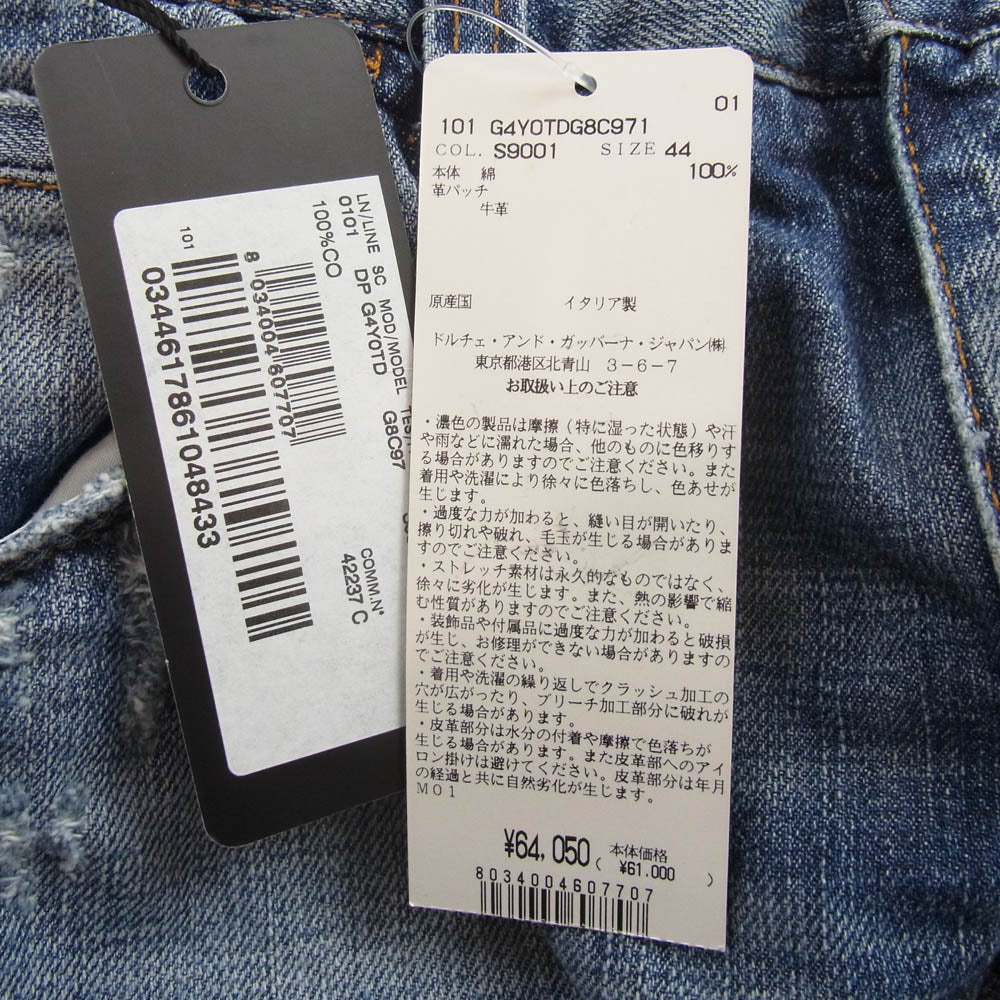 LN/LINE SC MOD/MODEL
0101 DP G4Y0TD G8C97
100%CO
COMM.N°
42237 C
8 034004 607707
101
0344617861048433
01
101 G4Y0TDG8C971
COL. S9001 SIZE 44
本体 綿 100%
革パッチ
牛革
原産国 イタリア製
ドルチェ・アンド・ガッバーナ・ジャパン㈱
東京都港区北青山 3-6-7
お取扱い上のご注意
・濃色の製品は摩擦(特に湿った状態)や汗
や雨などに濡れた場合、他のものに色移りす
る場合がありますのでご注意ください。また
着用や洗濯により徐々に色落ちし、色あせが
生じます。
・過度な力が加わると、縫い目が開いたり、
擦り切れや破れ、毛玉が生じる場合がありま
すのでご注意ください。
・ストレッチ素材は永久的なものではなく、
徐々に劣化が生じます。また、熱の影響で縮
む性質がありますのでご注意ください。
・装飾品や付属品に過度な力が加わると破損
が生じ、お修理ができない場合がありますの
でご注意ください。
・着用や洗濯の繰り返しでクラッシュ加工の
穴が広がったり、ブリーチ加工部分に破れが
生じる場合があります。
・皮革部分は水分の付着や摩擦で色落ちが
生じる場合があります。また皮革部へのアイ
ロン掛けは避けてください。皮革部分は年月
の経過と共に自然劣化が生じます。
M01
¥64,050( 本体価格 ¥61.000 )
8034004607707